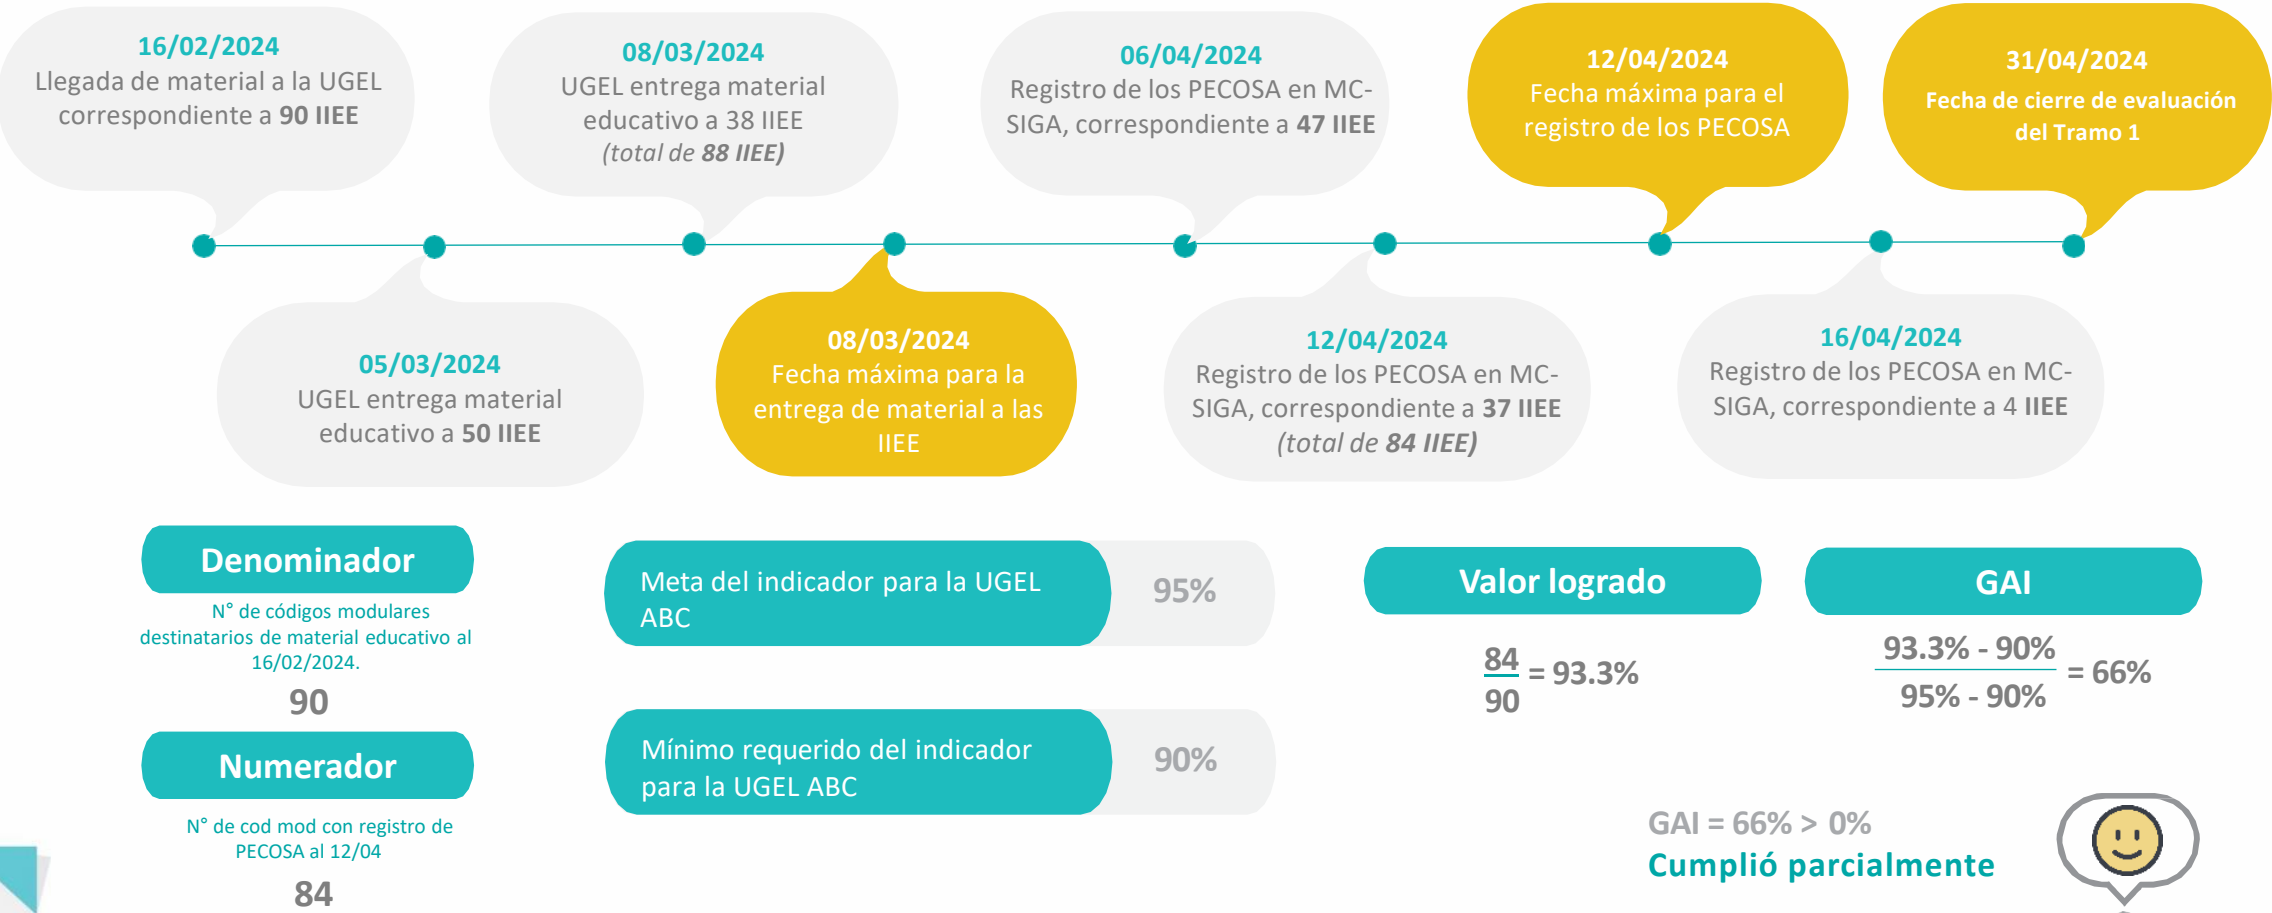 16/02/2024
Llegada de material a la UGEL
correspondiente a 90 IIEE
08/03/2024
UGEL entrega material
educativo a 38 IIEE
(total de 88 IIEE)
06/04/2024
Registro de los PECOSA en MC-
SIGA, correspondiente a 47 IIEE
12/04/2024
Fecha máxima para el
registro de los PECOSA
31/04/2024
Fecha de cierre de evaluación
del Tramo 1
05/03/2024
UGEL entrega material
educativo a 50 IIEE
08/03/2024
Fecha máxima para la
entrega de material a las
IIEE
12/04/2024
Registro de los PECOSA en MC-
SIGA, correspondiente a 37 IIEE
(total de 84 IIEE)
16/04/2024
Registro de los PECOSA en MC-
SIGA, correspondiente a 4 IIEE
Denominador
N° de códigos modulares
destinatarios de material educativo al
16/02/2024.
90
Numerador
N° de cod mod con registro de
PECOSA al 12/04
84
Meta del indicador para la UGEL
ABC
95%
Mínimo requerido del indicador
para la UGEL ABC
90%
Valor logrado
84
90
= 93.3%
GAI
93.3% - 90%
95% - 90%
= 66%
GAI = 66% > 0%
Cumplió parcialmente